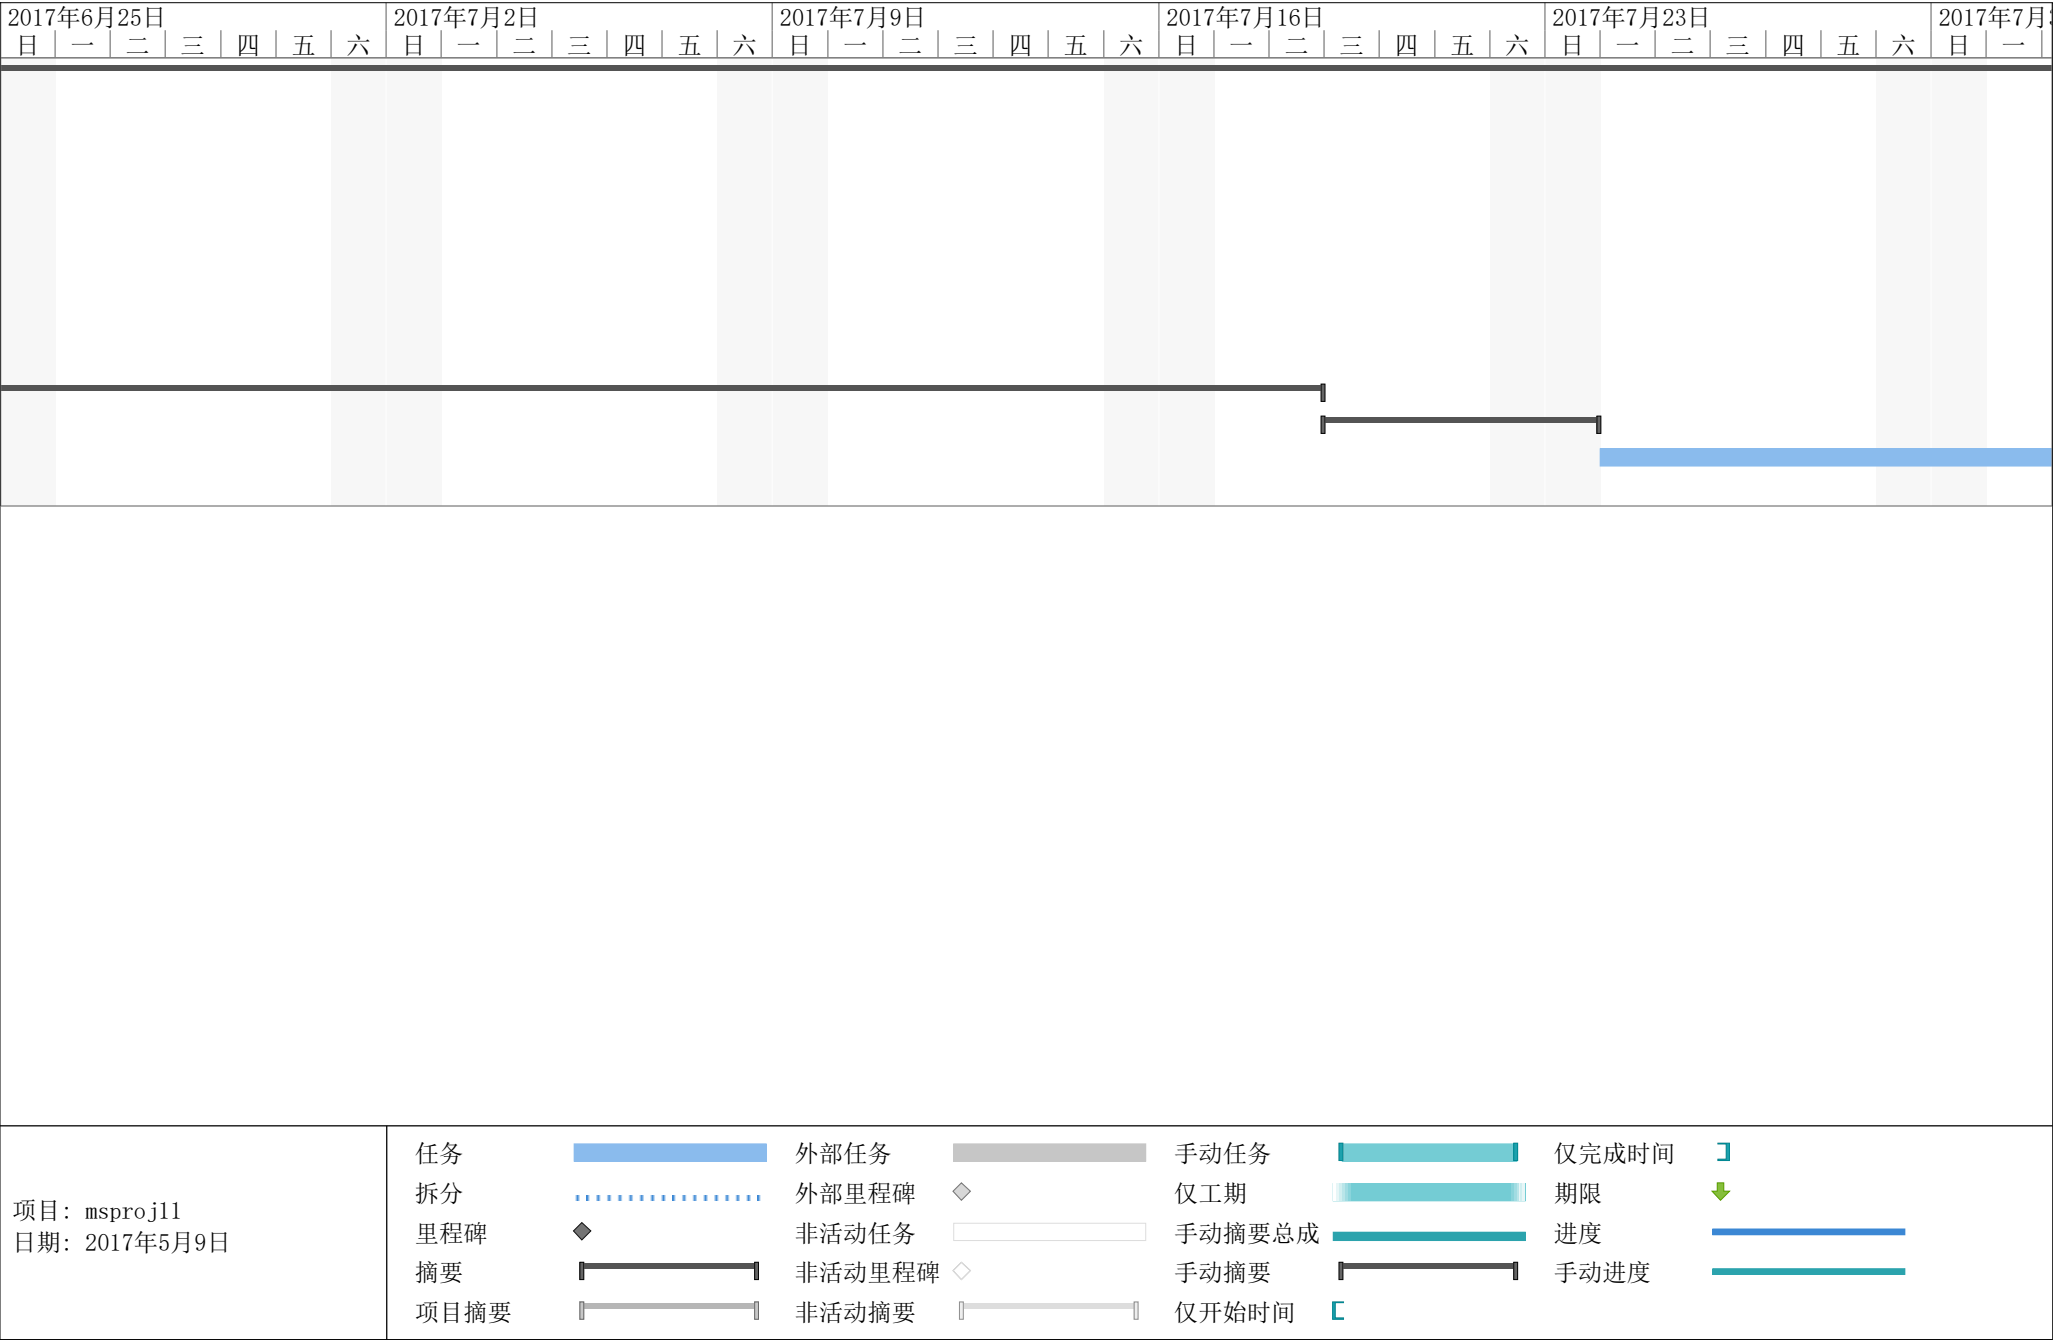 2017年6月25日 2017年7月2日 2017年7月9日 2017年7月16日 2017年7月23日 2017年7月
日 一 二 三 四 五 六 日 一 二 三 四 五 六 日 一 二 三 四 五 六 日 一 二 三 四 五 六 日 一 二 三 四 五 六 日 一
项目: msproj11
日期: 2017年5月9日
任务 外部任务 手动任务 仅完成时间
拆分 外部里程碑 仅工期 期限
里程碑 非活动任务 手动摘要总成 进度
摘要 非活动里程碑 手动摘要 手动进度
项目摘要 非活动摘要 仅开始时间